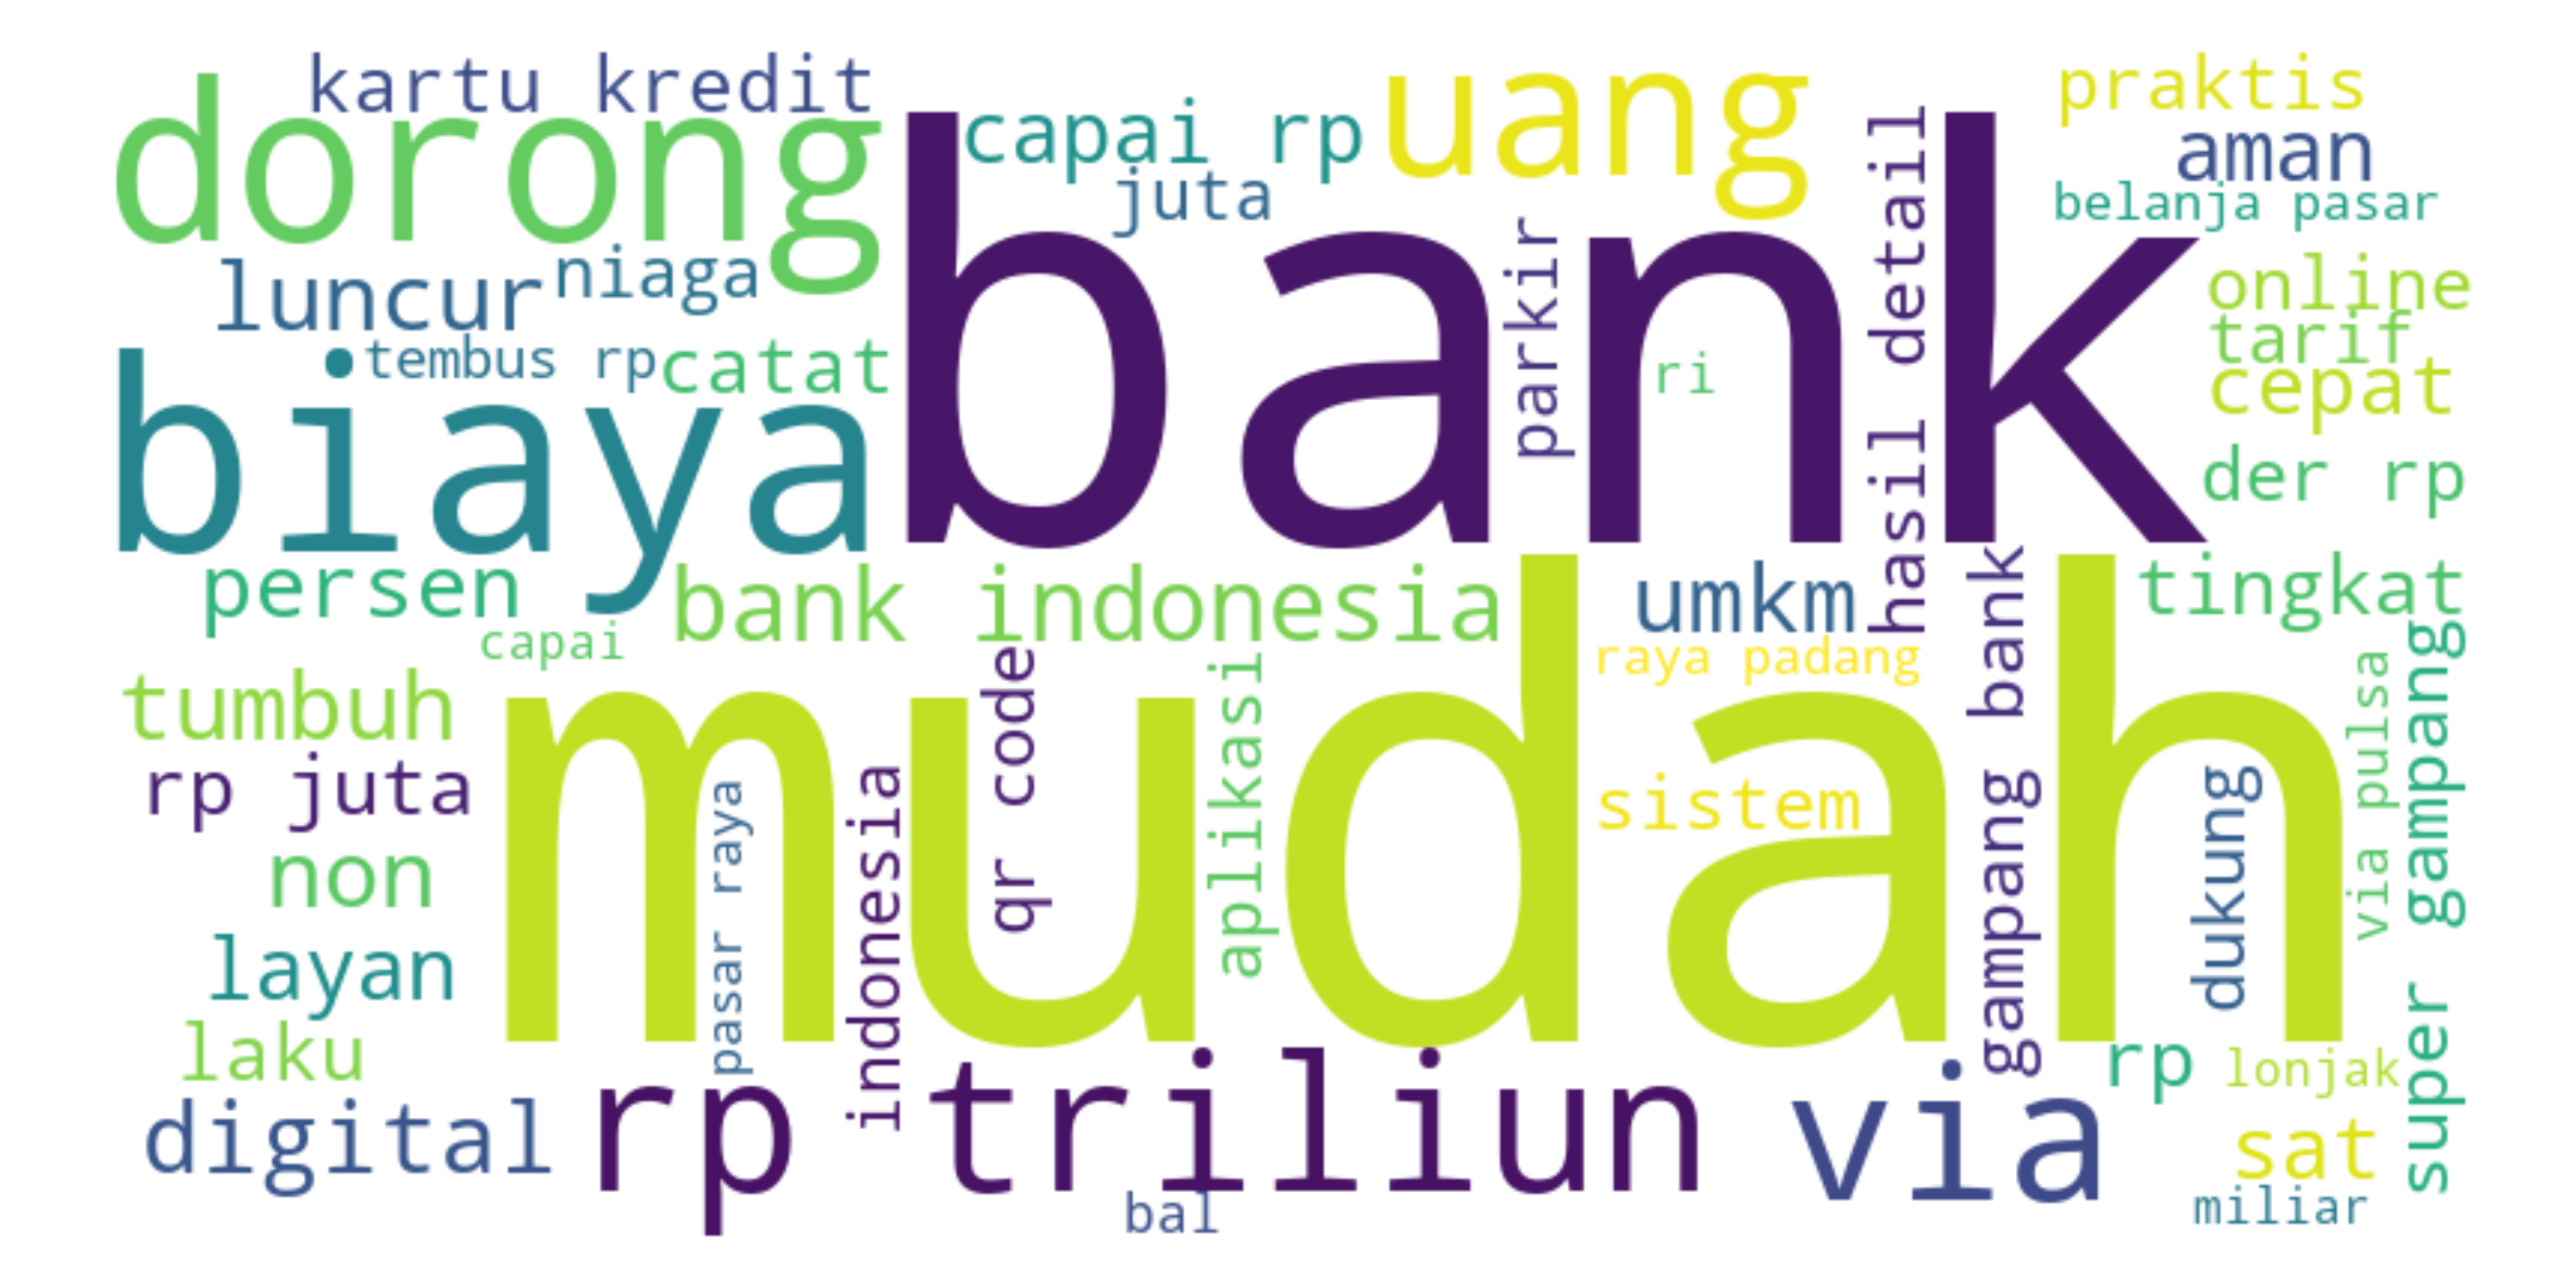 kartu kredit
dorong
capai rp
uang
praktis
aman
juta
belanja pasar
luncur
niaga
parkir
hasil detail
online
tembus rp
catat
bank
ri
tarif
cepat
biaya
der rp
persen
bank indonesia
umkm
tingkat
capai
raya padang
gampang bank
tumbuh
qr code
aplikasi
mudah
via pulsa
super gampang
rp juta
pasar raya
indonesia
sistem
dukung
non
layan
laku
rp
lonjak
digital
rp triliun
via
sat
bal
miliar